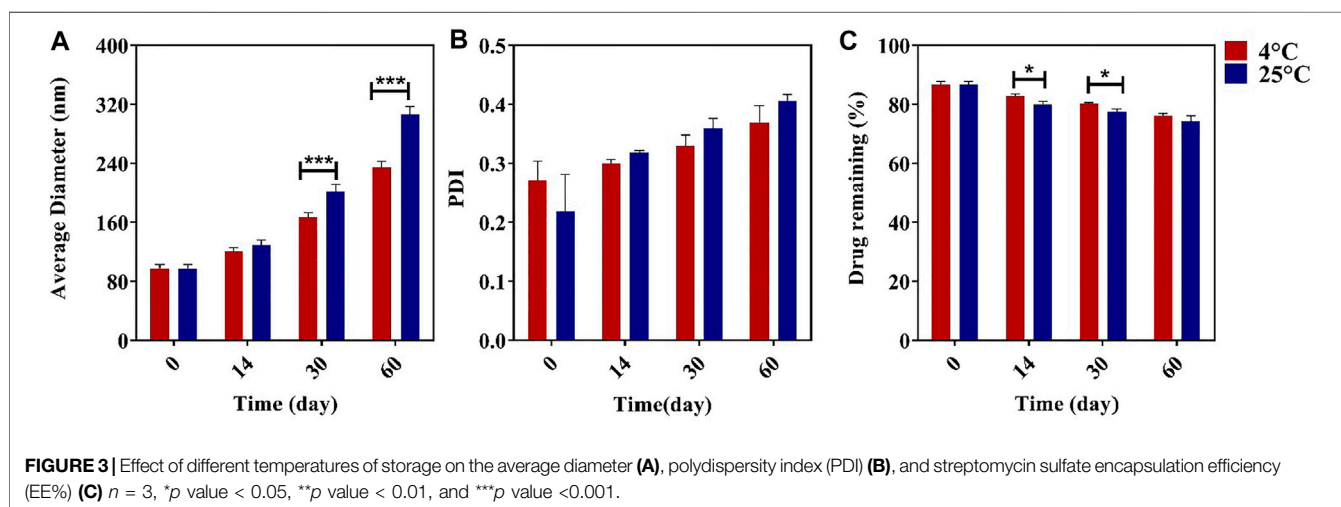 A
B
C
4°C
25°C
400
320
240
160
80
0
Average Diameter (nm)
***
***
0
14
30
60
Time (day)
0.5
0.4
0.3
0.2
0.1
0.0
PDI
0
14
30
60
Time(day)
100
80
60
40
20
0
Drug remaining (%)
*
*
0
14
30
60
Time (day)
FIGURE 3 | Effect of different temperatures of storage on the average diameter (A), polydispersity index (PDI) (B), and streptomycin sulfate encapsulation efficiency
(EE%) (C) n = 3, *p value < 0.05, **p value < 0.01, and ***p value <0.001.